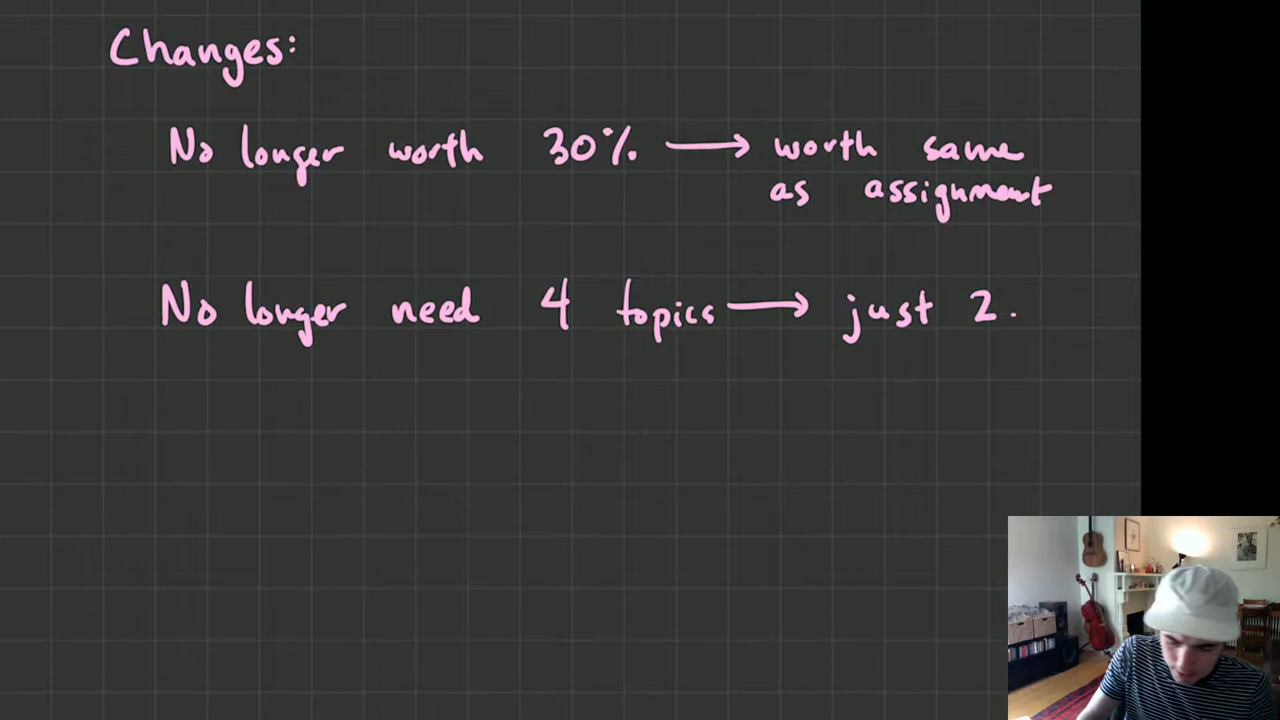 Changes:
No longer worth 30% → worth same
as assignment
No longer need 4 topics → just 2.